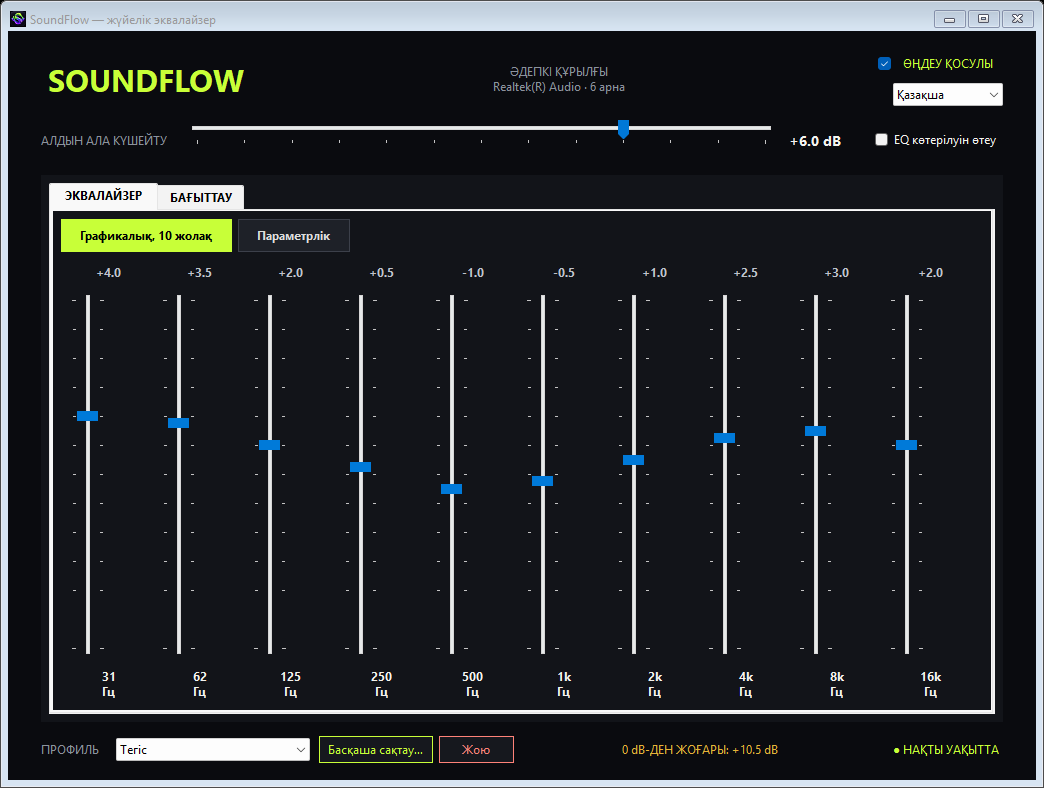 SoundFlow — жүйелік эквалайзер
SOUNDFLOW
ӘДЕПКІ ҚҰРЫЛҒЫ
Realtek(R) Audio · 6 арна
ӨҢДЕУ ҚОСУЛЫ
Қазақша
АЛДЫН АЛА КҮШЕЙТУ
+6.0 dB
EQ көтерілуін өтеу
ЭКВАЛАЙЗЕР БАҒЫТТАУ
Графикалық, 10 жолақ Параметрлік
+4.0 +3.5 +2.0 +0.5 -1.0 -0.5 +1.0 +2.5 +3.0 +2.0
31 62 125 250 500 1k 2k 4k 8k 16k
Гц Гц Гц Гц Гц Гц Гц Гц Гц Гц
ПРОФИЛЬ Тегіс Басқаша сақтау... Жою 0 dB-ДЕН ЖОҒАРЫ: +10.5 dB ● НАҚТЫ УАҚЫТТА